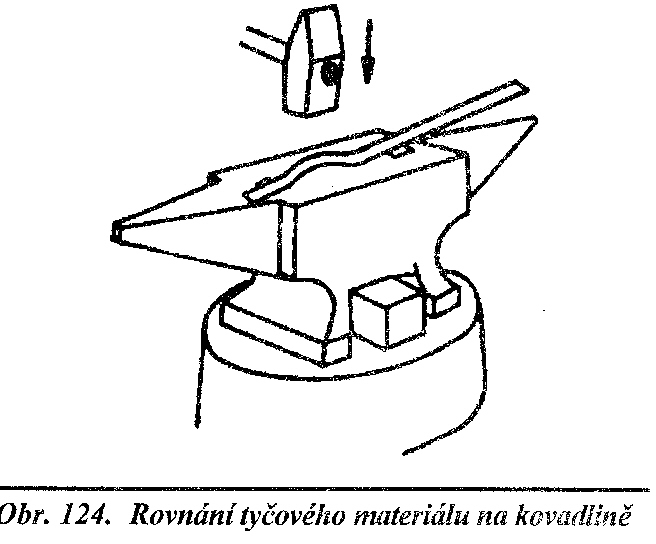 Obr. 124. Rovnání tyčového materiálu na kovadlině